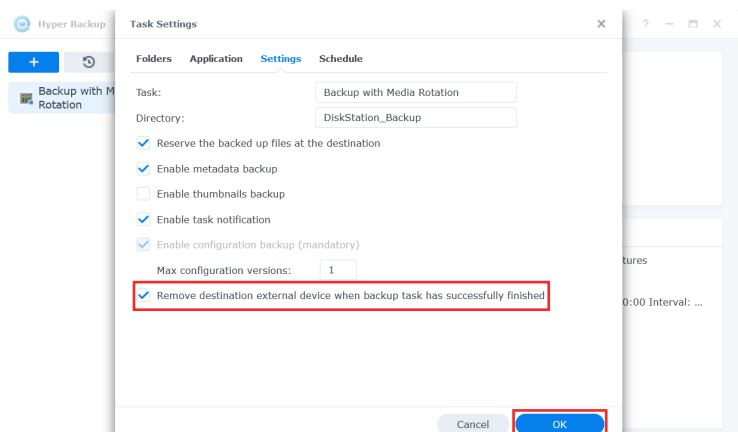 Hyper Backup
Task Settings
Folders Application Settings Schedule
Backup with M
Rotation
Task: Backup with Media Rotation
Directory: DiskStation_Backup
Reserve the backed up files at the destination
Enable metadata backup
Enable thumbnails backup
Enable task notification
Enable configuration backup (mandatory)
Max configuration versions: 1
Remove destination external device when backup task has successfully finished
tures
0:00 Interval: ...
Cancel OK